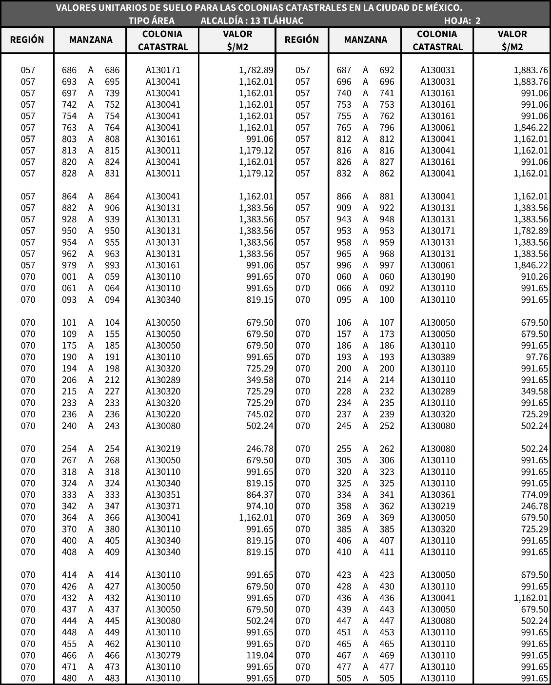 VALORES UNITARIOS DE SUELO PARA LAS COLONIAS CATASTRALES EN LA CIUDAD DE MÉXICO.
TIPO ÁREA ALCALDÍA : 13 TLÁHUAC HOJA: 2
REGIÓN MANZANA COLONIA CATASTRAL VALOR $/M2 REGIÓN MANZANA COLONIA CATASTRAL VALOR $/M2
057 686 A 686 A130171 1,782.89 057 687 A 692 A130031 1,883.76
057 693 A 695 A130041 1,162.01 057 696 A 696 A130031 1,883.76
057 697 A 739 A130041 1,162.01 057 740 A 741 A130161 991.06
057 742 A 752 A130041 1,162.01 057 753 A 753 A130161 991.06
057 754 A 754 A130041 1,162.01 057 755 A 762 A130161 991.06
057 763 A 764 A130041 1,162.01 057 765 A 796 A130061 1,846.22
057 803 A 808 A130161 991.06 057 812 A 812 A130041 1,162.01
057 813 A 815 A130011 1,179.12 057 816 A 816 A130041 1,162.01
057 820 A 824 A130041 1,162.01 057 826 A 827 A130161 991.06
057 828 A 831 A130011 1,179.12 057 832 A 862 A130041 1,162.01
057 864 A 864 A130041 1,162.01 057 866 A 881 A130041 1,162.01
057 882 A 906 A130131 1,383.56 057 909 A 922 A130131 1,383.56
057 928 A 939 A130131 1,383.56 057 943 A 948 A130131 1,383.56
057 950 A 950 A130131 1,383.56 057 953 A 953 A130171 1,782.89
057 954 A 955 A130131 1,383.56 057 958 A 959 A130131 1,383.56
057 962 A 963 A130131 1,383.56 057 965 A 968 A130131 1,383.56
057 979 A 993 A130161 991.06 057 996 A 997 A130061 1,846.22
070 001 A 059 A130110 991.65 070 060 A 060 A130190 910.26
070 061 A 064 A130110 991.65 070 066 A 092 A130110 991.65
070 093 A 094 A130340 819.15 070 095 A 100 A130110 991.65
070 101 A 104 A130050 679.50 070 106 A 107 A130050 679.50
070 109 A 155 A130050 679.50 070 157 A 173 A130050 679.50
070 175 A 185 A130050 679.50 070 186 A 186 A130110 991.65
070 190 A 191 A130110 991.65 070 193 A 193 A130389 97.76
070 194 A 198 A130320 725.29 070 200 A 200 A130110 991.65
070 206 A 212 A130289 349.58 070 214 A 214 A130110 991.65
070 215 A 227 A130320 725.29 070 228 A 232 A130289 349.58
070 233 A 233 A130320 725.29 070 234 A 235 A130110 991.65
070 236 A 236 A130220 745.02 070 237 A 239 A130320 725.29
070 240 A 243 A130080 502.24 070 245 A 252 A130080 502.24
070 254 A 254 A130219 246.78 070 255 A 262 A130080 502.24
070 267 A 268 A130050 679.50 070 305 A 306 A130110 991.65
070 318 A 318 A130110 991.65 070 320 A 323 A130110 991.65
070 324 A 324 A130340 819.15 070 325 A 325 A130110 991.65
070 333 A 333 A130351 864.37 070 334 A 341 A130361 774.09
070 342 A 347 A130371 974.10 070 358 A 362 A130219 246.78
070 364 A 366 A130041 1,162.01 070 369 A 369 A130050 679.50
070 370 A 380 A130110 991.65 070 385 A 385 A130320 725.29
070 400 A 405 A130340 819.15 070 406 A 407 A130110 991.65
070 408 A 409 A130340 819.15 070 410 A 411 A130110 991.65
070 414 A 414 A130110 991.65 070 423 A 423 A130050 679.50
070 426 A 427 A130050 679.50 070 428 A 430 A130110 991.65
070 432 A 432 A130110 991.65 070 436 A 436 A130041 1,162.01
070 437 A 437 A130050 679.50 070 439 A 443 A130050 679.50
070 444 A 445 A130080 502.24 070 447 A 447 A130080 502.24
070 448 A 449 A130110 991.65 070 451 A 453 A130110 991.65
070 455 A 462 A130110 991.65 070 465 A 465 A130110 991.65
070 466 A 466 A130279 119.04 070 467 A 469 A130110 991.65
070 471 A 473 A130110 991.65 070 477 A 477 A130110 991.65
070 480 A 483 A130110 991.65 070 505 A 505 A130110 991.65